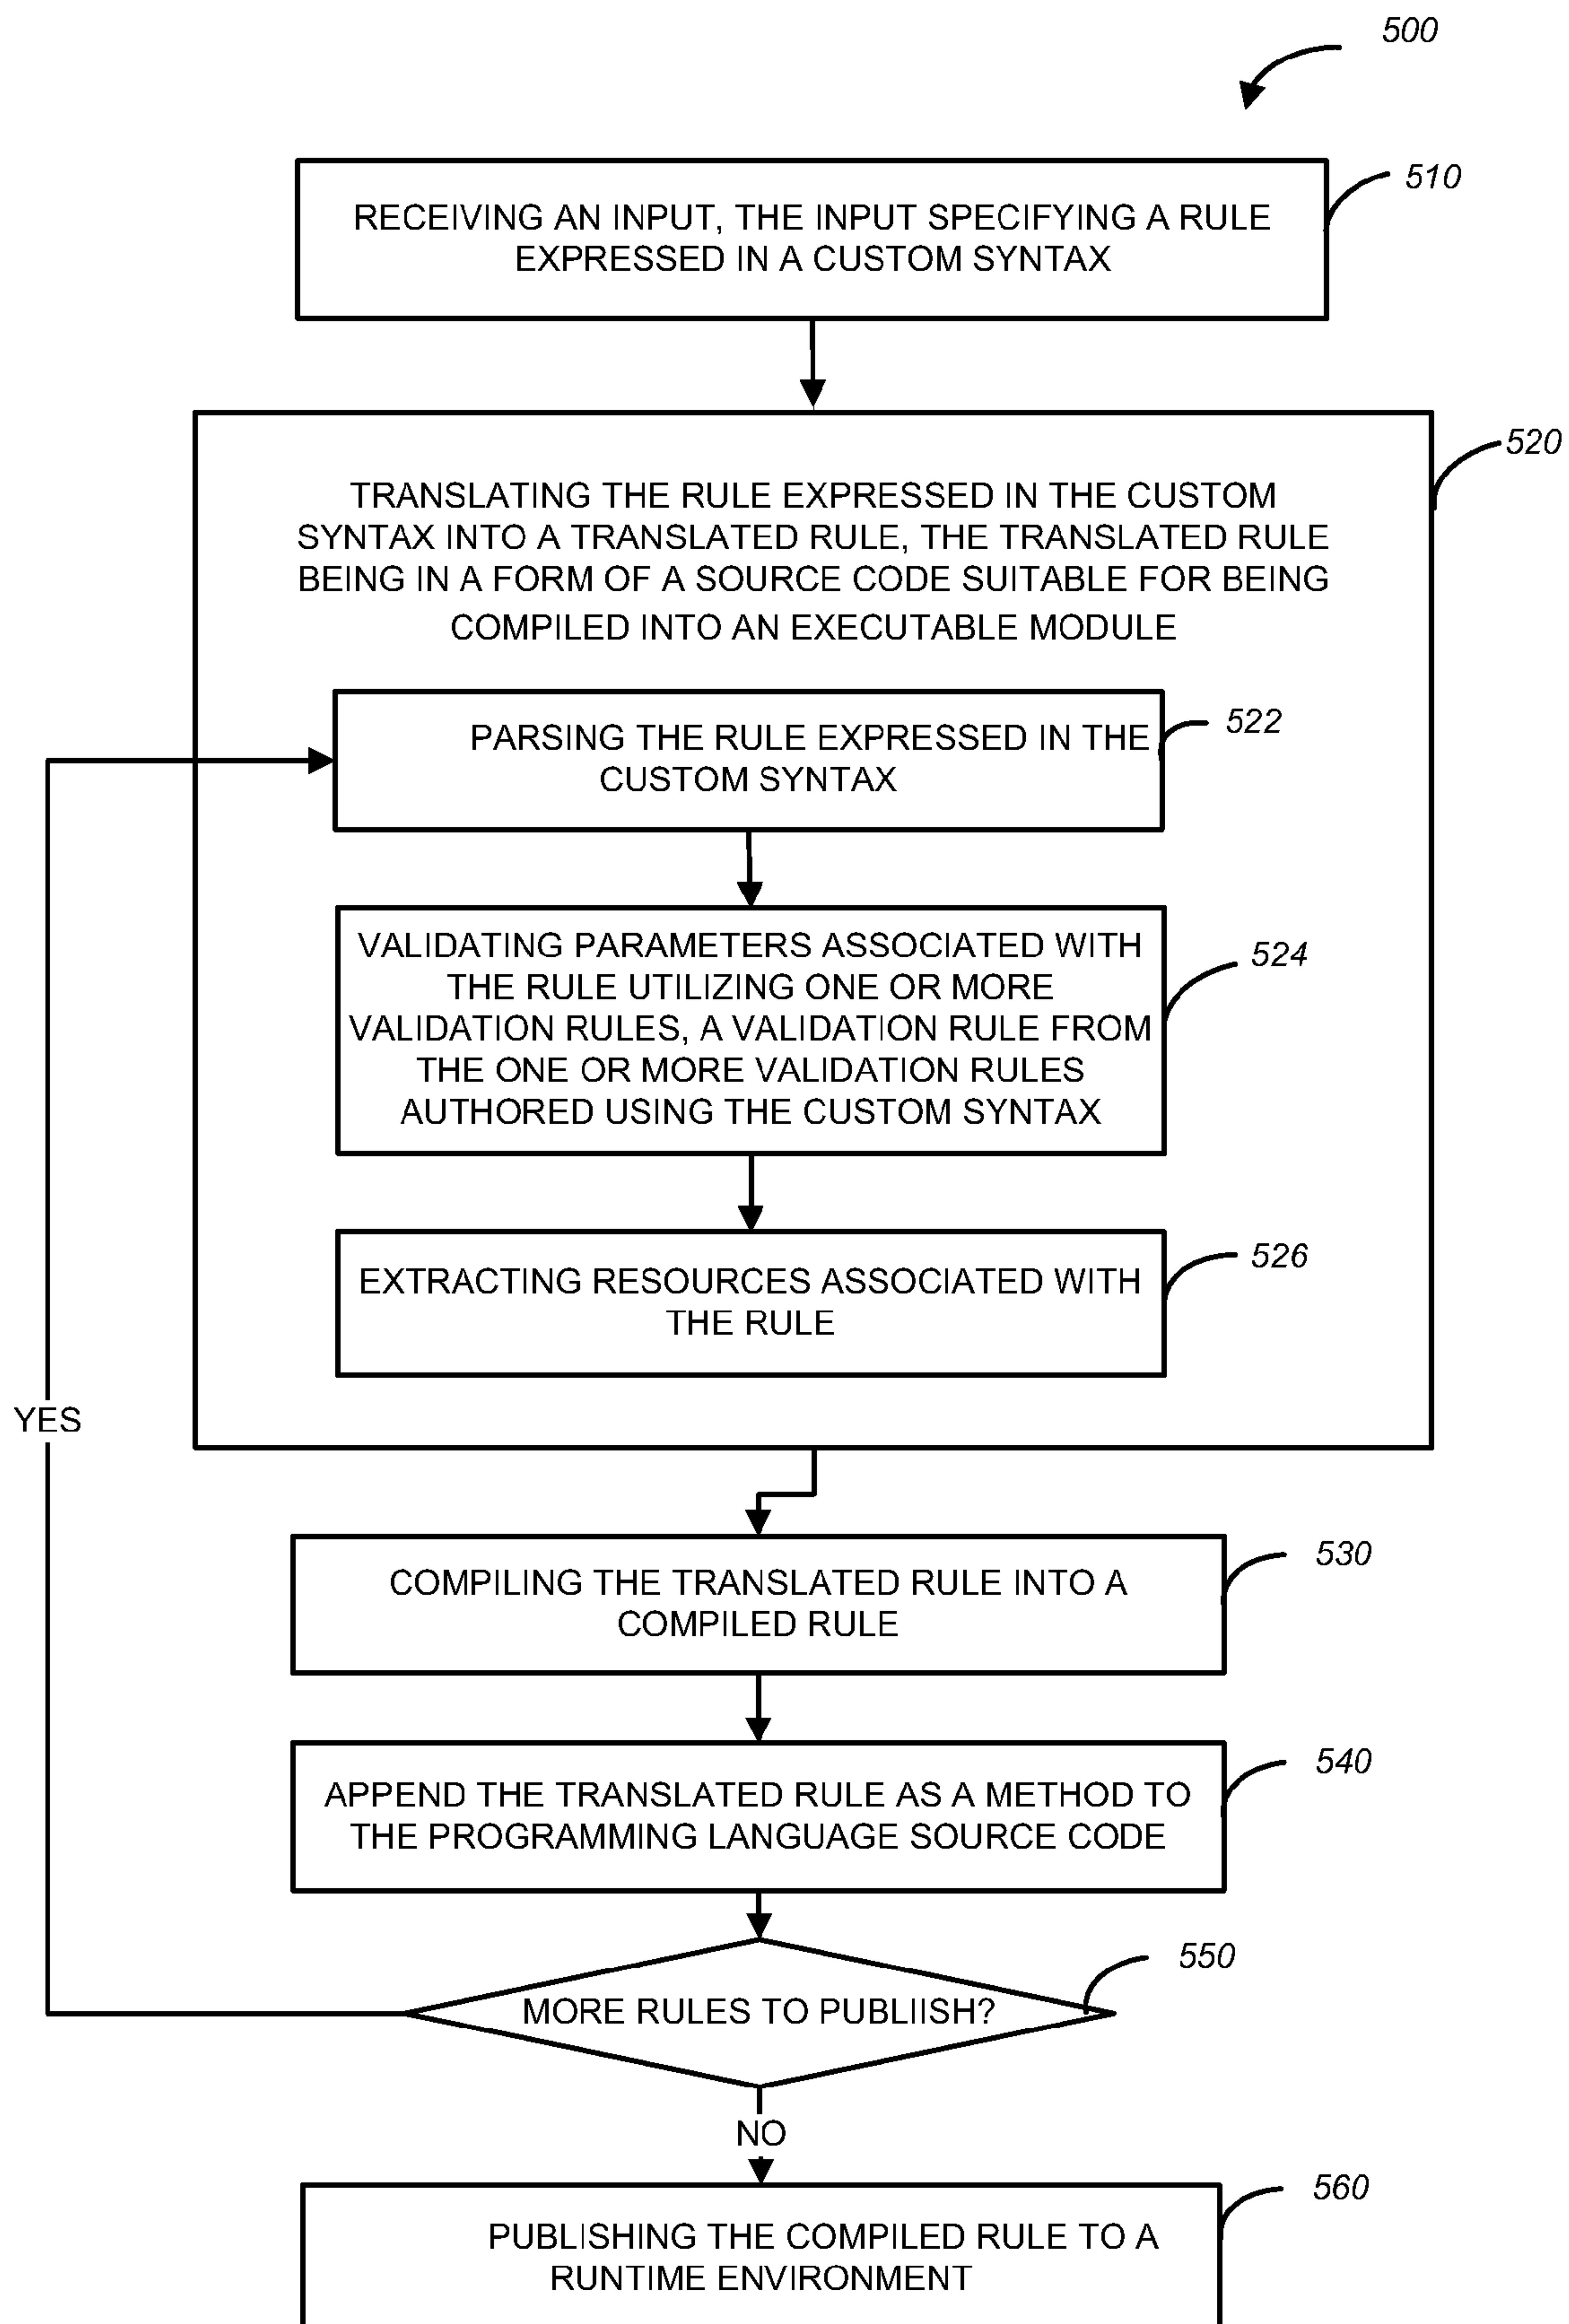 500
510
RECEIVING AN INPUT, THE INPUT SPECIFYING A RULE
EXPRESSED IN A CUSTOM SYNTAX
520
TRANSLATING THE RULE EXPRESSED IN THE CUSTOM
SYNTAX INTO A TRANSLATED RULE, THE TRANSLATED RULE
BEING IN A FORM OF A SOURCE CODE SUITABLE FOR BEING
COMPILED INTO AN EXECUTABLE MODULE
522
PARSING THE RULE EXPRESSED IN THE
CUSTOM SYNTAX
524
VALIDATING PARAMETERS ASSOCIATED WITH
THE RULE UTILIZING ONE OR MORE
VALIDATION RULES, A VALIDATION RULE FROM
THE ONE OR MORE VALIDATION RULES
AUTHORED USING THE CUSTOM SYNTAX
526
EXTRACTING RESOURCES ASSOCIATED WITH
THE RULE
YES
530
COMPILING THE TRANSLATED RULE INTO A
COMPILED RULE
540
APPEND THE TRANSLATED RULE AS A METHOD TO
THE PROGRAMMING LANGUAGE SOURCE CODE
550
MORE RULES TO PUBLIISH?
NO
560
PUBLISHING THE COMPILED RULE TO A
RUNTIME ENVIRONMENT